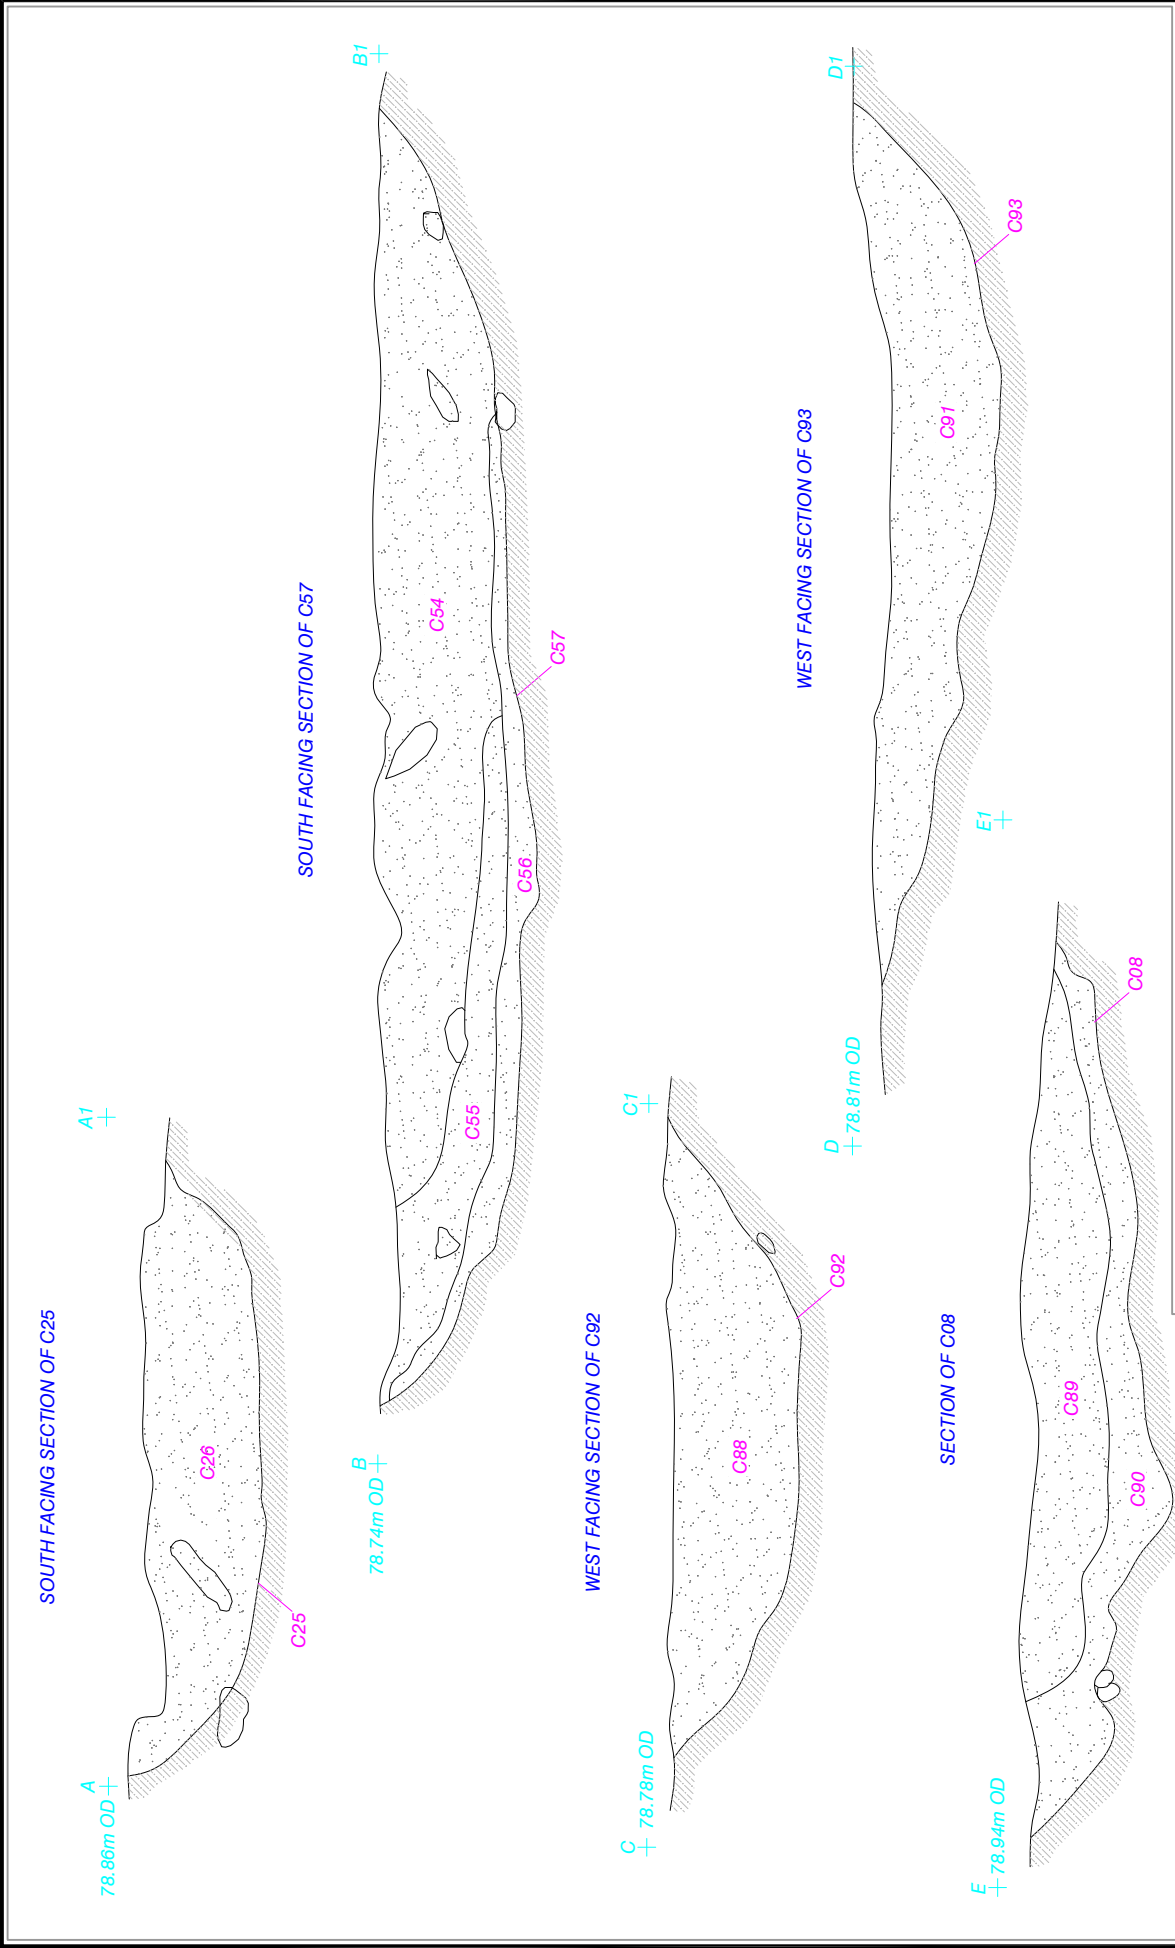 SOUTH FACING SECTION OF C25
A
78.86m OD
A1
C26
C25
SOUTH FACING SECTION OF C57
B
78.74m OD
B1
C54
C55
C56
C57
WEST FACING SECTION OF C92
C
78.78m OD
C1
C88
C92
WEST FACING SECTION OF C93
D
78.81m OD
D1
C91
C93
SECTION OF C08
E
78.94m OD
E1
C89
C90
C08